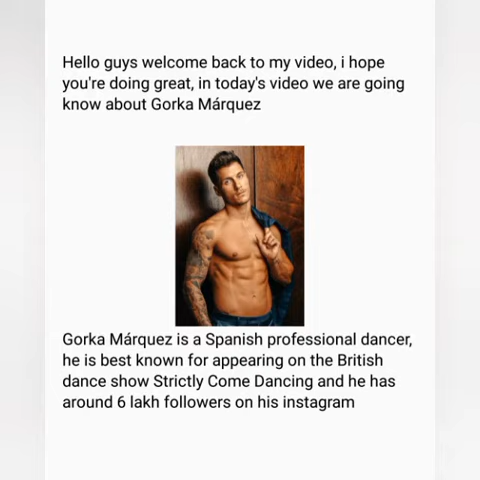 Hello guys welcome back to my video, i hope
you're doing great, in today's video we are going
know about Gorka Márquez
Gorka Márquez is a Spanish professional dancer,
he is best known for appearing on the British
dance show Strictly Come Dancing and he has
around 6 lakh followers on his instagram